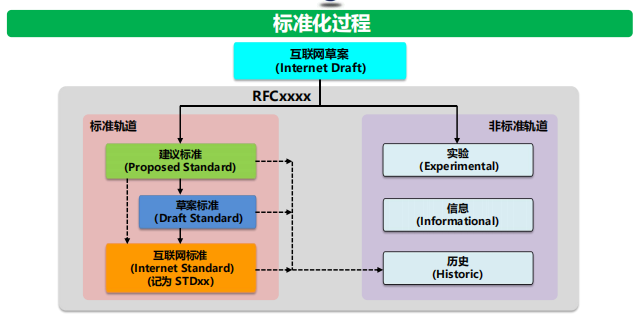 标准化过程
互联网草案
(Internet Draft)
RFCxxxx
标准轨道
非标准轨道
建议标准
(Proposed Standard)
草案标准
(Draft Standard)
互联网标准
(Internet Standard)
(记为 STDxx)
实验
(Experimental)
信息
(Informational)
历史
(Historic)